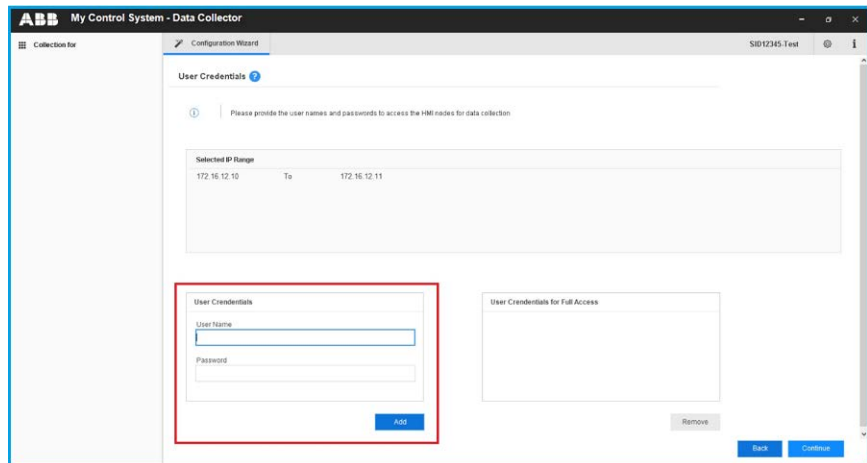 ABB My Control System - Data Collector
Collection for
Configuration Wizard
SID12345-Test
User Credentials ?
Please provide the user names and passwords to access the HMI nodes for data collection
Selected IP Range
172.16.12.10 To 172.16.12.11
User Crendentials
User Name
Password
Add
User Crendentials for Full Access
Remove
Back
Continue